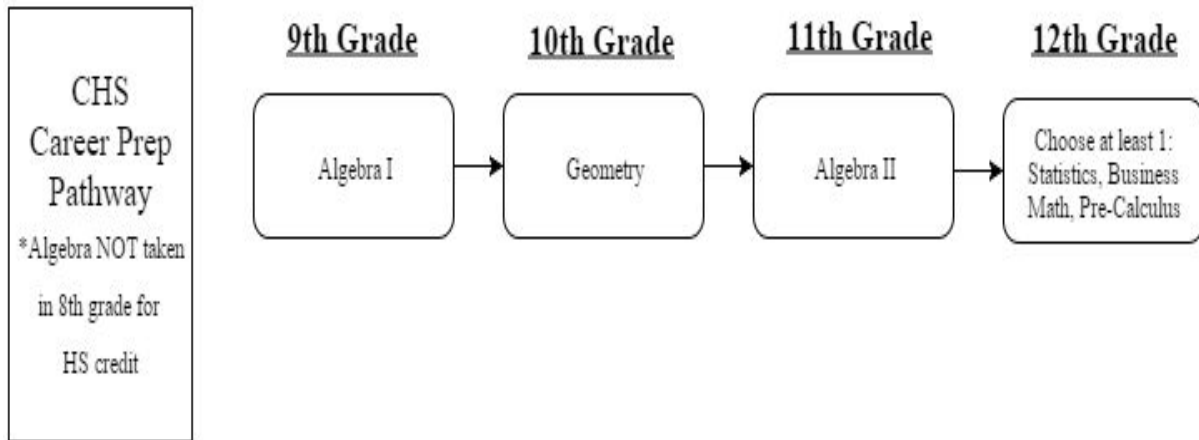 CHS
Career Prep
Pathway
*Algebra NOT taken
in 8th grade for
HS credit
9th Grade
10th Grade
11th Grade
12th Grade
Algebra I
Geometry
Algebra II
Choose at least 1:
Statistics, Business
Math, Pre-Calculus